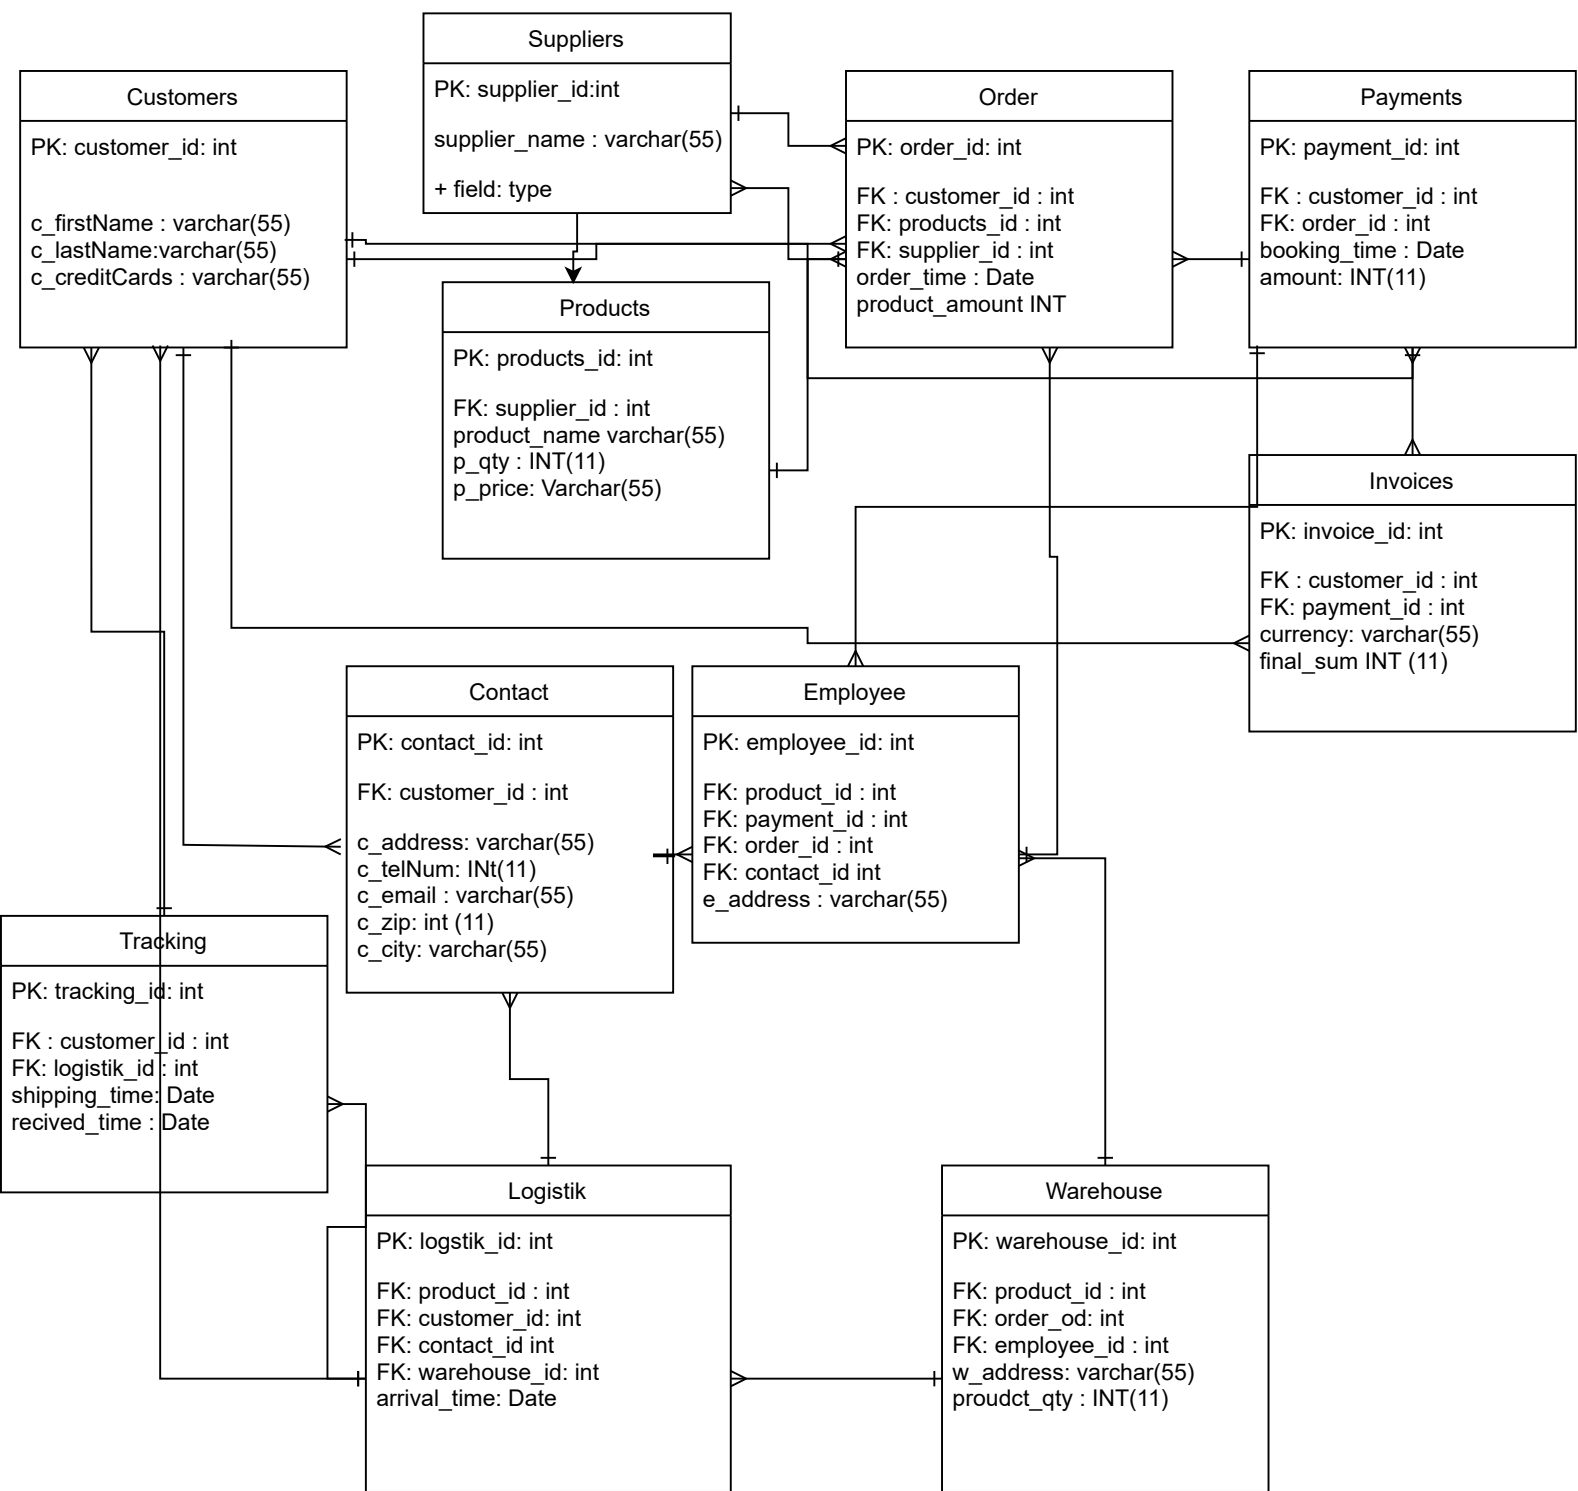 Suppliers
PK: supplier_id:int
supplier_name : varchar(55)
+ field: type
Customers
PK: customer_id: int
c_firstName : varchar(55)
c_lastName:varchar(55)
c_creditCards : varchar(55)
Order
PK: order_id: int
FK : customer_id : int
FK: products_id : int
FK: supplier_id : int
order_time : Date
product_amount INT
Payments
PK: payment_id: int
FK : customer_id : int
FK: order_id : int
booking_time : Date
amount: INT(11)
Products
PK: products_id: int
FK: supplier_id : int
product_name varchar(55)
p_qty : INT(11)
p_price: Varchar(55)
Invoices
PK: invoice_id: int
FK : customer_id : int
FK: payment_id : int
currency: varchar(55)
final_sum INT (11)
Contact
PK: contact_id: int
FK: customer_id : int
c_address: varchar(55)
c_telNum: INt(11)
c_email : varchar(55)
c_zip: int (11)
c_city: varchar(55)
Employee
PK: employee_id: int
FK: product_id : int
FK: payment_id : int
FK: order_id : int
FK: contact_id int
e_address : varchar(55)
Tracking
PK: tracking_id: int
FK : customer_id : int
FK: logistik_id : int
shipping_time: Date
recived_time : Date
Logistik
PK: logstik_id: int
FK: product_id : int
FK: customer_id: int
FK: contact_id int
FK: warehouse_id: int
arrival_time: Date
Warehouse
PK: warehouse_id: int
FK: product_id : int
FK: order_od: int
FK: employee_id : int
w_address: varchar(55)
proudct_qty : INT(11)